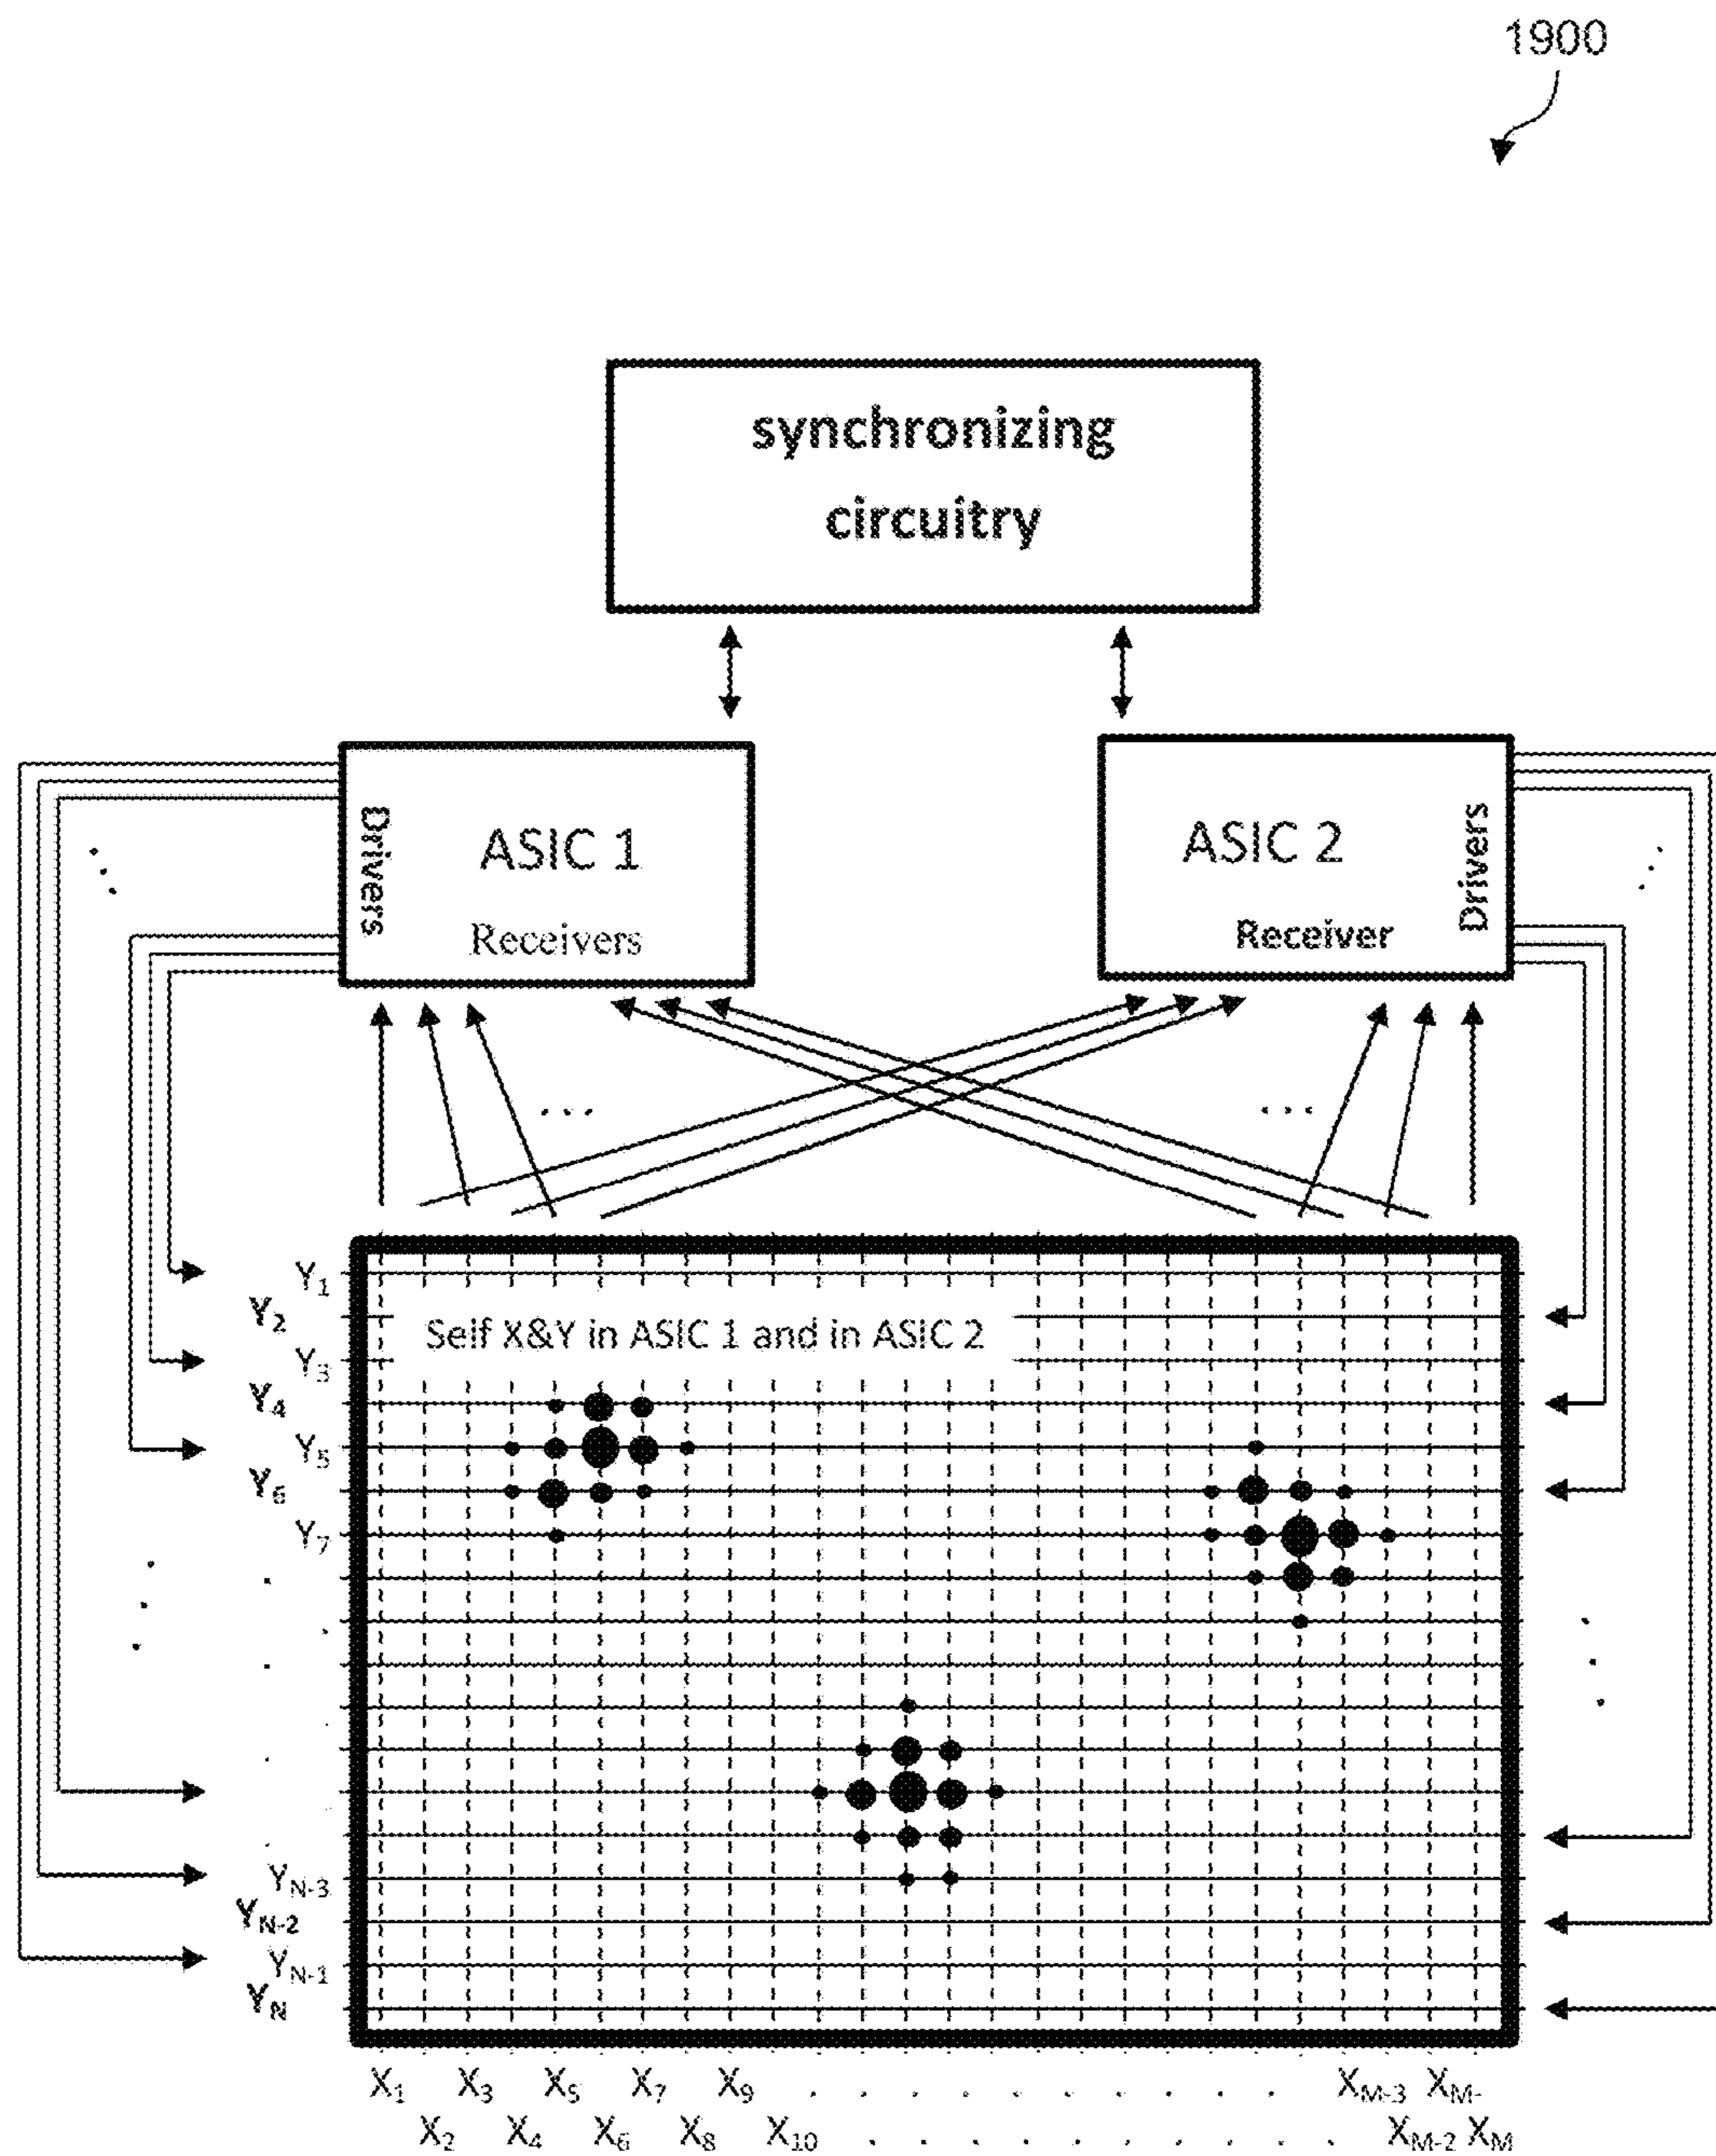 1900
synchronizing
circuitry
Drivers
ASIC 1
Receivers
ASIC 2
Receiver
Drivers
...
...
Y1
Y2
Self X&Y in ASIC 1 and in ASIC 2
Y3
Y4
Y5
Y6
Y7
YN-3
YN-2
YN-1
YN
X1 X3 X5 X7 X9 . . . . . . . . . . . XM-3 XM-
X2 X4 X6 X8 X10 . . . . . . . . . . . XM-2 XM